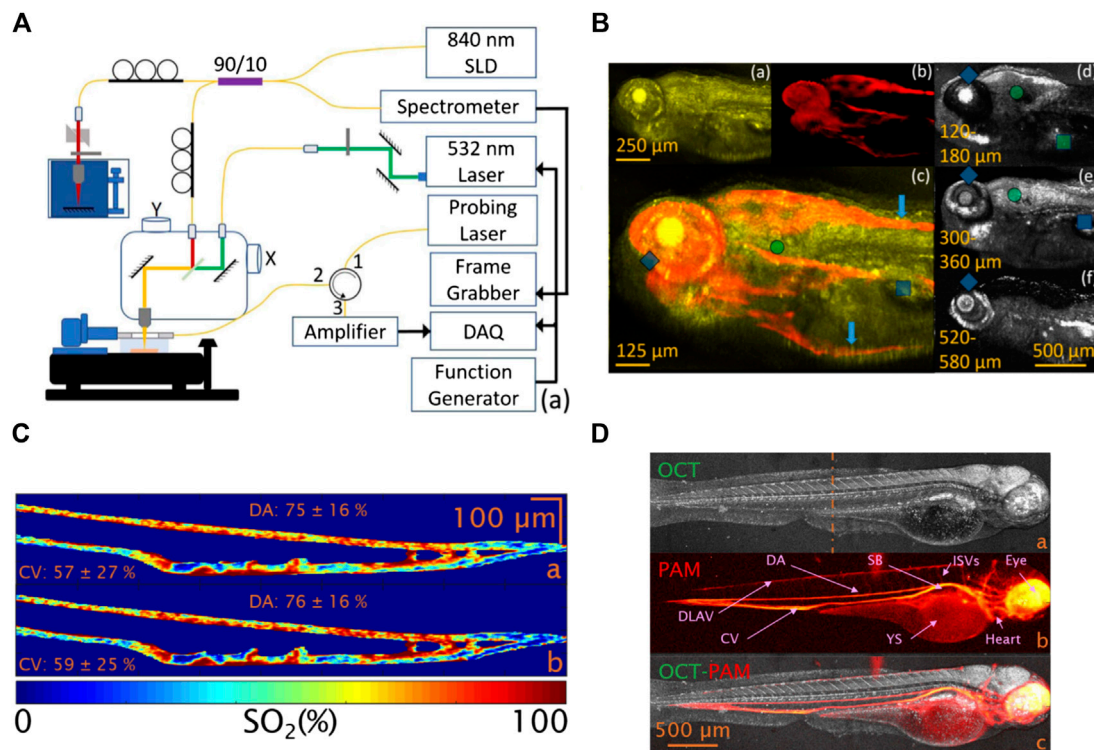 A
90/10
840 nm
SLD
Spectrometer
532 nm
Laser
Probing
Laser
Frame
Grabber
Amplifier
DAQ
Function
Generator
Y
X
1
2
3
(a)
B
(a)
250 µm
(b)
(c)
125 µm
(d)
120-
180 µm
(e)
300-
360 µm
(f)
520-
580 µm
500 µm
C
DA: 75 ± 16 %
100 µm
CV: 57 ± 27 %
a
DA: 76 ± 16 %
CV: 59 ± 25 %
b
0
SO2(%)
100
D
OCT
a
PAM
DA
SB
ISVs
Eye
DLAV
CV
YS
Heart
b
OCT-PAM
500 µm
c